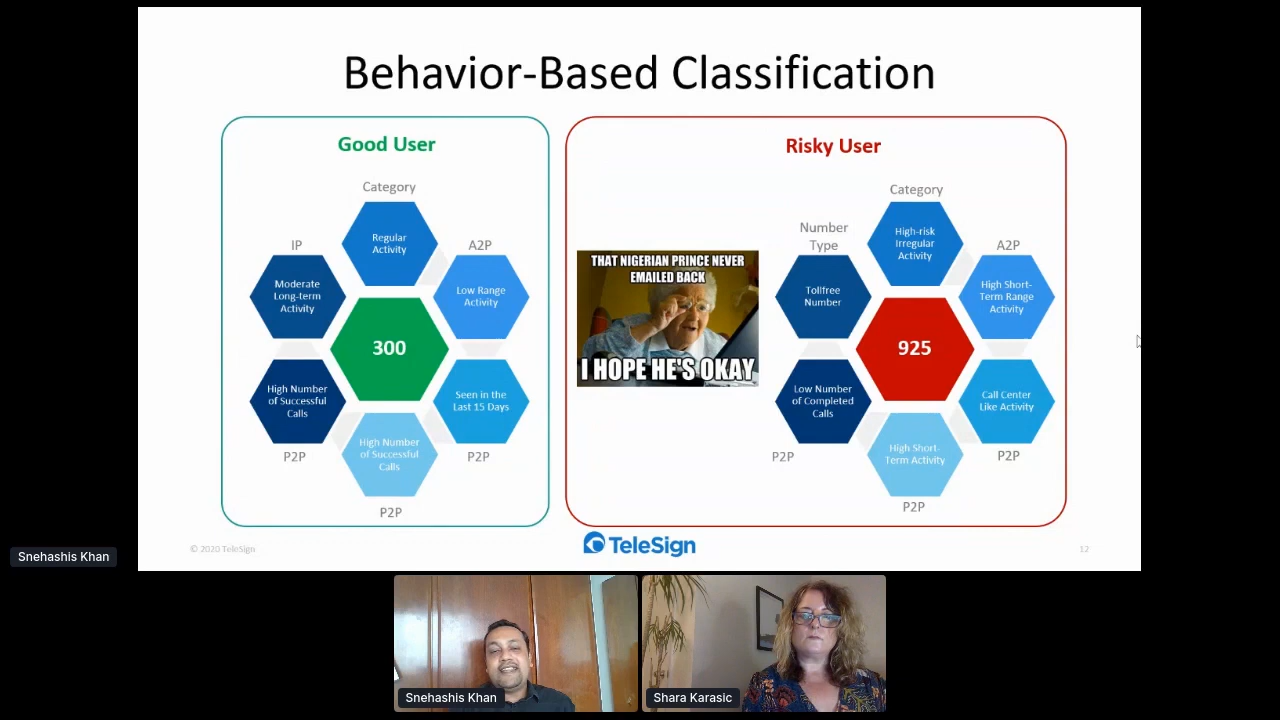 Behavior-Based Classification
Good User
Category
Regular
Activity
IP
Moderate
Long-term
Activity
A2P
Low Range
Activity
300
High Number
of Successful
Calls
P2P
Seen in the
Last 15 Days
P2P
High Number
of Successful
Calls
P2P
Risky User
THAT NIGERIAN PRINCE NEVER
EMAILED BACK
I HOPE HE'S OKAY
Category
High-risk
Irregular
Activity
Number
Type
Tollfree
Number
A2P
High Short-
Term Range
Activity
925
Low Number
of Completed
Calls
P2P
Call Center
Like Activity
P2P
High Short-
Term Activity
P2P
© 2020 TeleSign
TeleSign
12
Snehashis Khan
Snehashis Khan
Shara Karasic